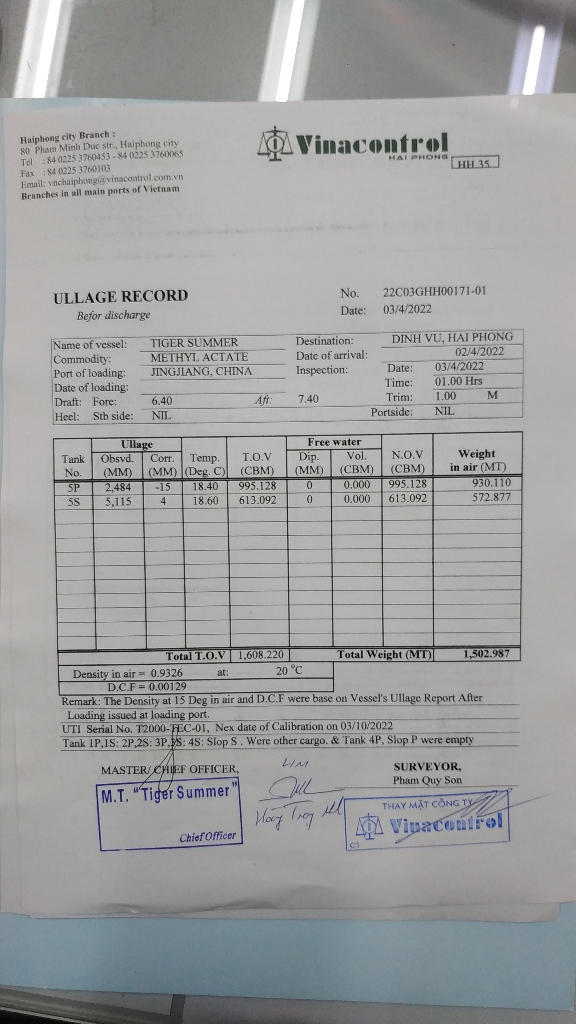 Haiphong city Branch :
80 Pham Minh Duc str., Haiphong city
Tel : 84 0225 3760453 - 84 0225 3760065
Fax : 84 0225 3760103
Email: vnchaiphong@vinacontrol.com.vn
Branches in all main ports of Vietnam
Vinacontrol
HAI PHONG
HH 35
ULLAGE RECORD
Befor discharge
No. 22C03GHH00171-01
Date: 03/4/2022
Name of vessel: TIGER SUMMER Destination: DINH VU, HAI PHONG
Commodity: METHYL ACTATE Date of arrival: 02/4/2022
Port of loading: JINGJIANG, CHINA Inspection: Date: 03/4/2022
Date of loading: Time: 01.00 Hrs
Draft: Fore: 6.40 Aft: 7.40 Trim: 1.00 M
Heel: Stb side: NIL Portside: NIL
Ullage Free water
Tank No. Obsvd. (MM) Corr. (MM) Temp. (Deg. C) T.O.V (CBM) Dip. (MM) Vol. (CBM) N.O.V (CBM) Weight in air (MT)
5P 2,484 -15 18.40 995.128 0 0.000 995.128 930.110
5S 5,115 4 18.60 613.092 0 0.000 613.092 572.877
Total T.O.V 1,608.220 Total Weight (MT) 1,502.987
Density in air = 0.9326 at: 20 °C
D.C.F = 0.00129
Remark: The Density at 15 Deg in air and D.C.F were base on Vessel's Ullage Report After
Loading issued at loading port.
UTI Serial No. T2000-TEC-01, Nex date of Calibration on 03/10/2022
Tank 1P,1S: 2P,2S: 3P,3S: 4S: Slop S . Were other cargo. & Tank 4P, Slop P were empty
MASTER/ CHIEF OFFICER,
SURVEYOR,
Pham Quy Son
M.T. "Tiger Summer"
Chief Officer
THAY MẶT CÔNG TY
Vinacontrol
C1